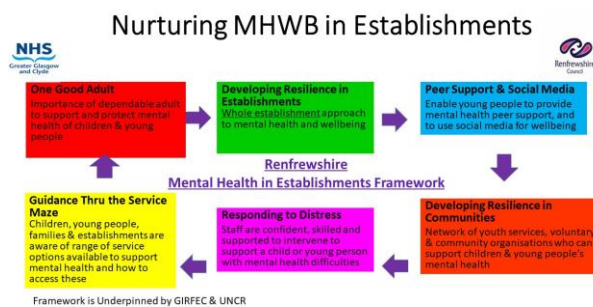 Nurturing MHWB in Establishments
NHS
Greater Glasgow
and Clyde
Renfrewshire
Council
One Good Adult
Importance of dependable adult
to support and protect mental
health of children & young
people
Developing Resilience in
Establishments
Whole establishment approach
to mental health and wellbeing
Peer Support & Social Media
Enable young people to provide
mental health peer support, and
to use social media for wellbeing
Renfrewshire
Mental Health in Establishments Framework
Guidance Thru the Service
Maze
Children, young people,
families & establishments are
aware of range of service
options available to support
mental health and how to
access these
Responding to Distress
Staff are confident, skilled and
supported to intervene to
support a child or young person
with mental health difficulties
Developing Resilience in
Communities
Network of youth services, voluntary
& community organisations who can
support children & young people's
mental health
Framework is Underpinned by GIRFEC & UNCR